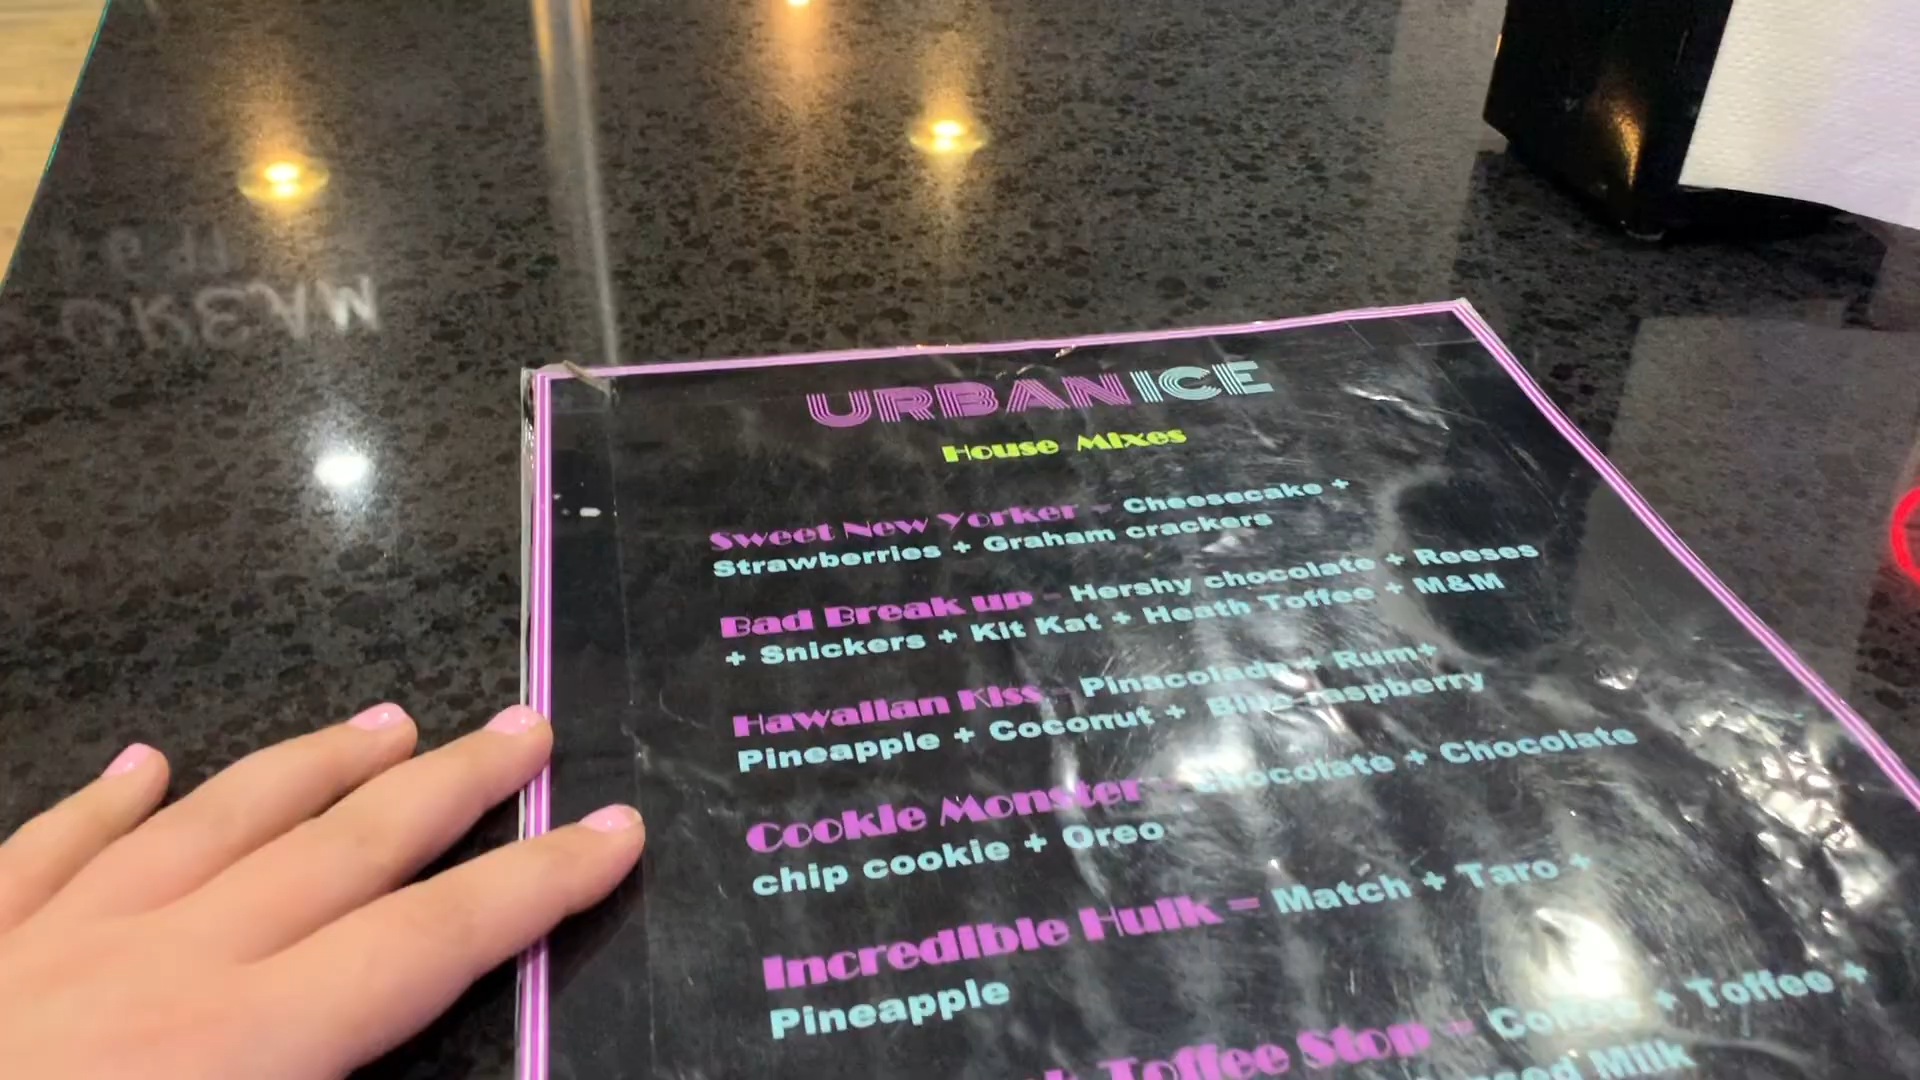 URBANICE
House Mixes
Sweet New Yorker - Cheesecake +
Strawberries + Graham crackers
Bad Break up - Hershy chocolate + Reeses
+ Snickers + Kit Kat + Heath Toffee + M&M
Hawaiian Kiss - Pinacolada + Rum+
Pineapple + Coconut + Blue raspberry
Cookie Monster - Chocolate + Chocolate
chip cookie + Oreo
Incredible Hulk = Match + Taro +
Pineapple
Toffee Stop = Coffee + Toffee +
Milk